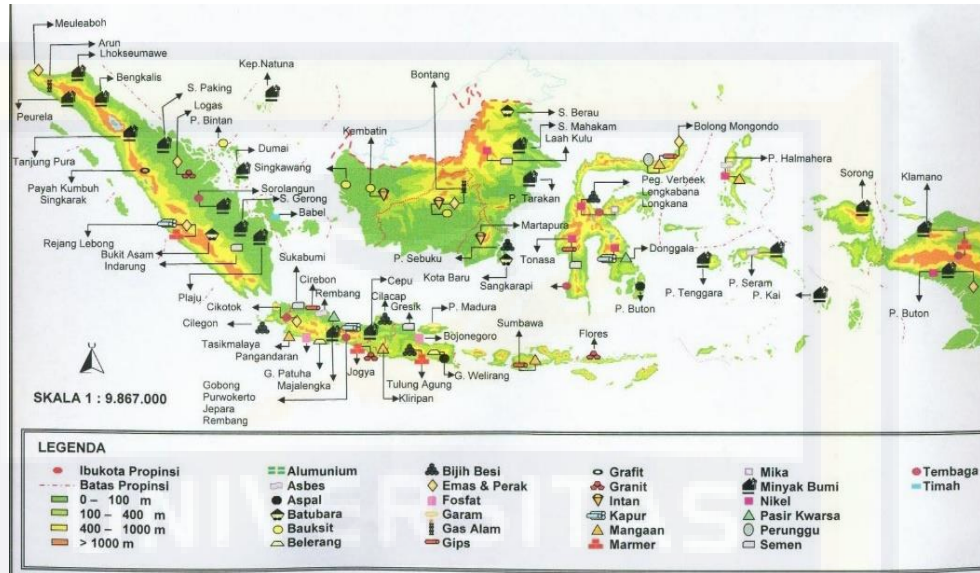 Meuleaboh
Arun
Lhokseumawe
Bengkalis
Kep.Natuna
Bontang
S. Paking
Logas
P. Bintan
Peurela
Kembatin
S. Berau
S. Mahakam
Laah Kulu
Bolong Mongondo
P. Halmahera
Dumai
Singkawang
Sorong
Klamano
Tanjung Pura
Payah Kumbuh
Singkarak
Sorolangun
S. Gerong
Babel
P. Tarakan
Peg. Verbeek
Lengkabana
Longkana
Martapura
Rejang Lebong
Bukit Asam
Indarung
Sukabumi
P. Sebuku
Kota Baru
Tonasa
Donggala
Sangkarapi
P. Tenggara
P. Seram
P. Kai
P. Buton
P. Buton
Plaju
Cirebon
Rembang
Cepu
Cilacap
Gresik
P. Madura
Cikotok
Cilegon
Sumbawa
Flores
Tasikmalaya
Pangandaran
Bojonegoro
G. Patuha
Majalengka
Jogya
Tulung Agung
G. Welirang
Kliripan
SKALA 1 : 9.867.000
Gobong
Purwokerto
Jepara
Rembang
LEGENDA
Ibukota Propinsi
Batas Propinsi
0 – 100 m
100 – 400 m
400 – 1000 m
> 1000 m
Alumunium
Asbes
Aspal
Batubara
Bauksit
Belerang
Bijih Besi
Emas & Perak
Fosfat
Garam
Gas Alam
Gips
Grafit
Granit
Intan
Kapur
Mangaan
Marmer
Mika
Minyak Bumi
Nikel
Pasir Kwarsa
Perunggu
Semen
Tembaga
Timah
UNIVERSITAS